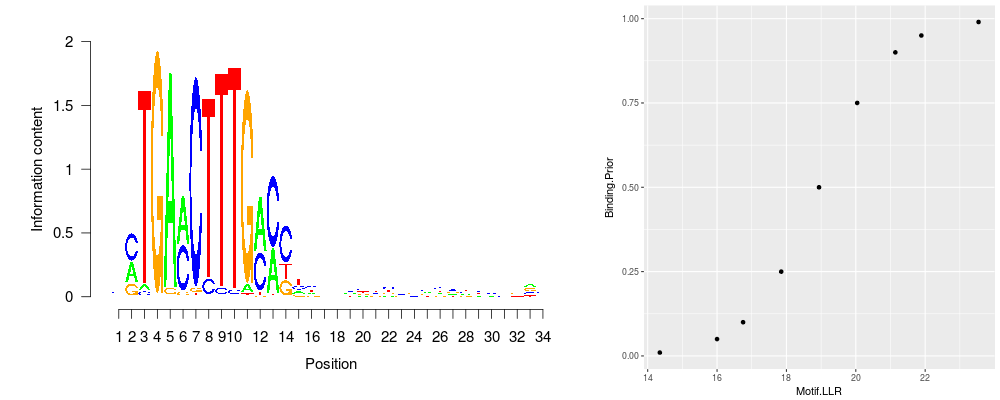 2
1.5
1
0.5
0
Information content
1 2 3 4 5 6 7 8 9 10 12 14 16 18 20 22 24 26 28 30 32 34
Position
C A G
T A
G
A G
A C G
C G
T C
T C
T C
G A
A C
C A
C T G
1.00
0.75
0.50
0.25
0.00
Binding.Prior
14 16 18 20 22
Motif.LLR